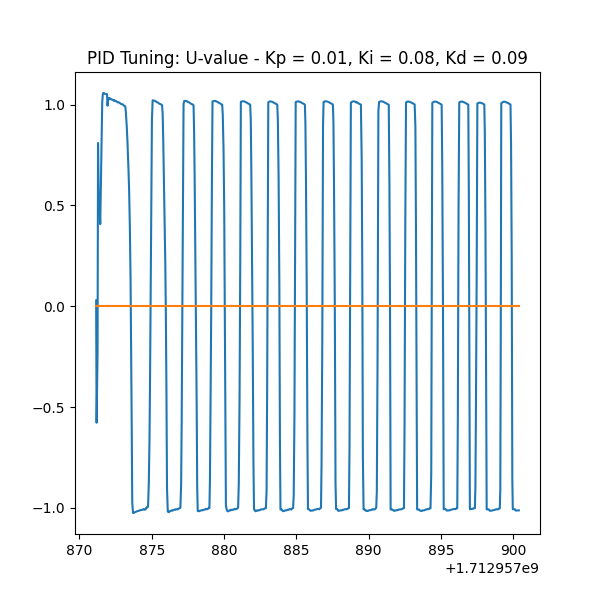 PID Tuning: U-value - Kp = 0.01, Ki = 0.08, Kd = 0.09
1.0
0.5
0.0
−0.5
−1.0
870 875 880 885 890 895 900
+1.712957e9